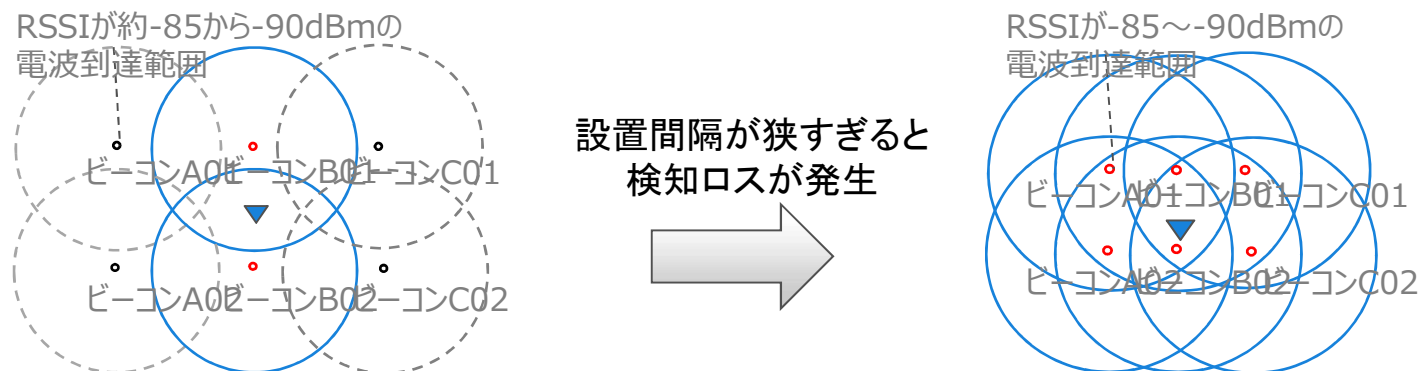 RSSIが約-85から-90dBmの
電波到達範囲
ビーコンA01
ビーコンB01
ビーコンC01
ビーコンA02
ビーコンB02
ビーコンC02
設置間隔が狭すぎると
検知ロスが発生
RSSIが-85～-90dBmの
電波到達範囲
ビーコンA01
ビーコンB01
ビーコンC01
ビーコンA02
ビーコンB02
ビーコンC02